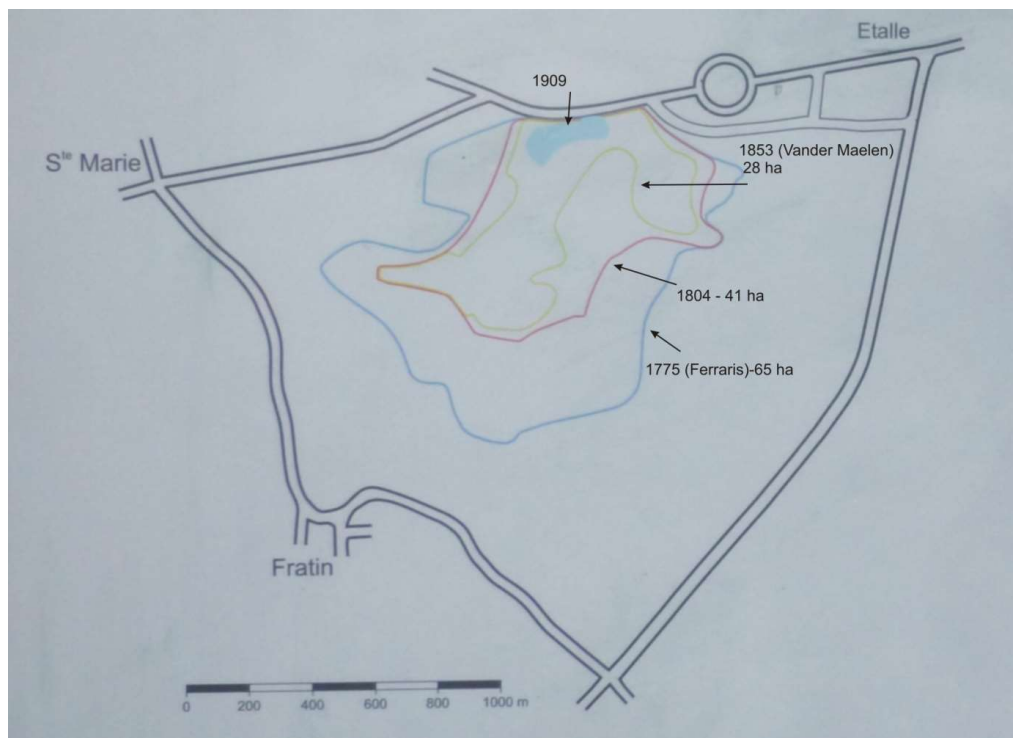 Etalle
1909
1853 (Vander Maelen)
28 ha
Ste Marie
1804 - 41 ha
1775 (Ferraris)-65 ha
Fratin
0 200 400 600 800 1000 m